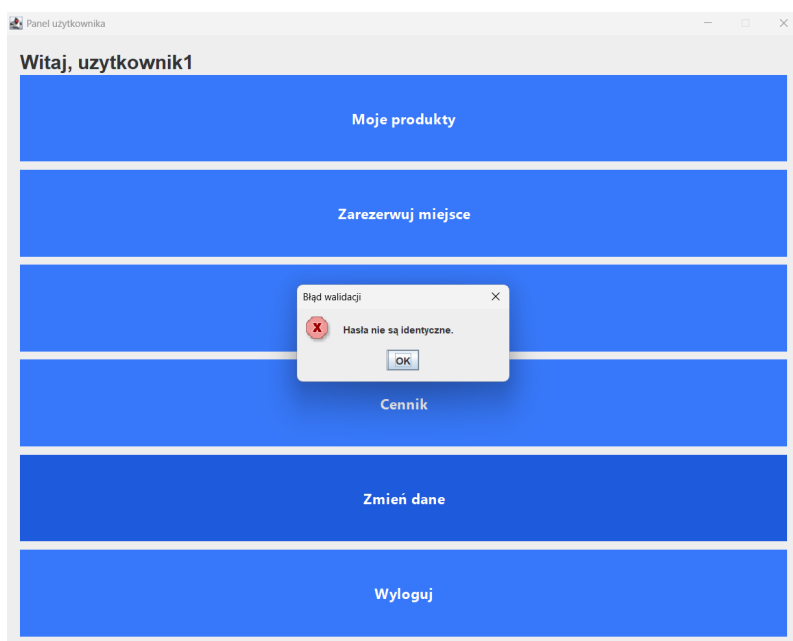 Panel użytkownika
Witaj, uzytkownik1
Moje produkty
Zarezerwuj miejsce
Błąd walidacji
Hasła nie są identyczne.
OK
Cennik
Zmień dane
Wyloguj